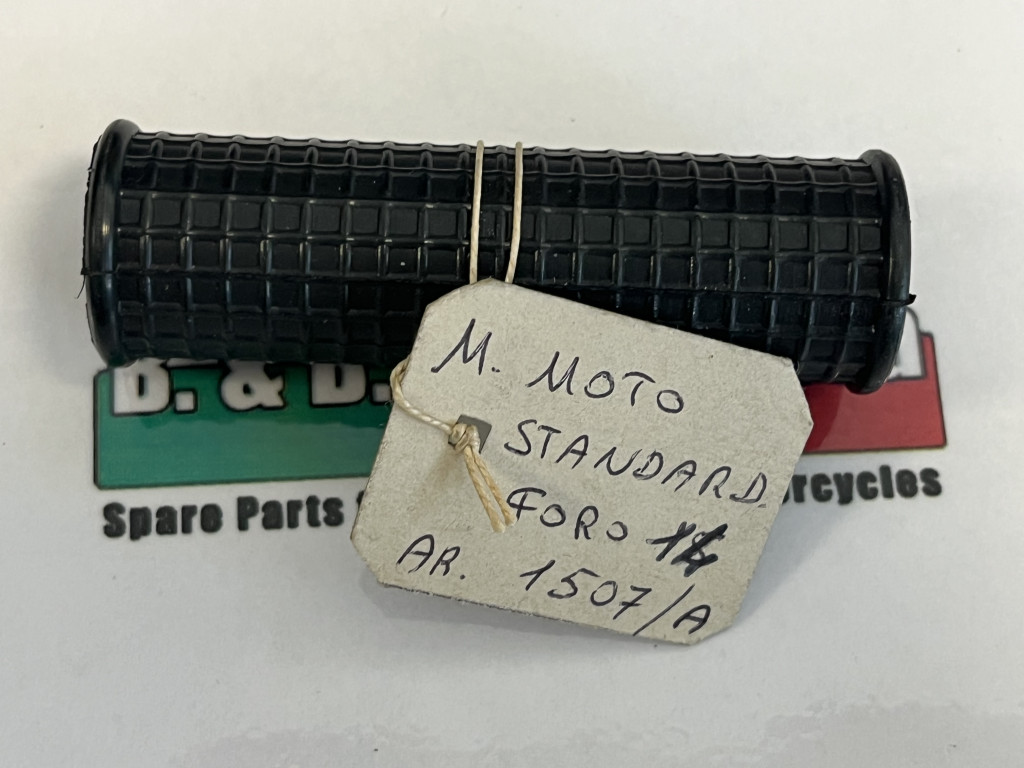 M. MOTO
STANDARD.
FORO
AR. 1507/A
B. & B.
Spare Parts